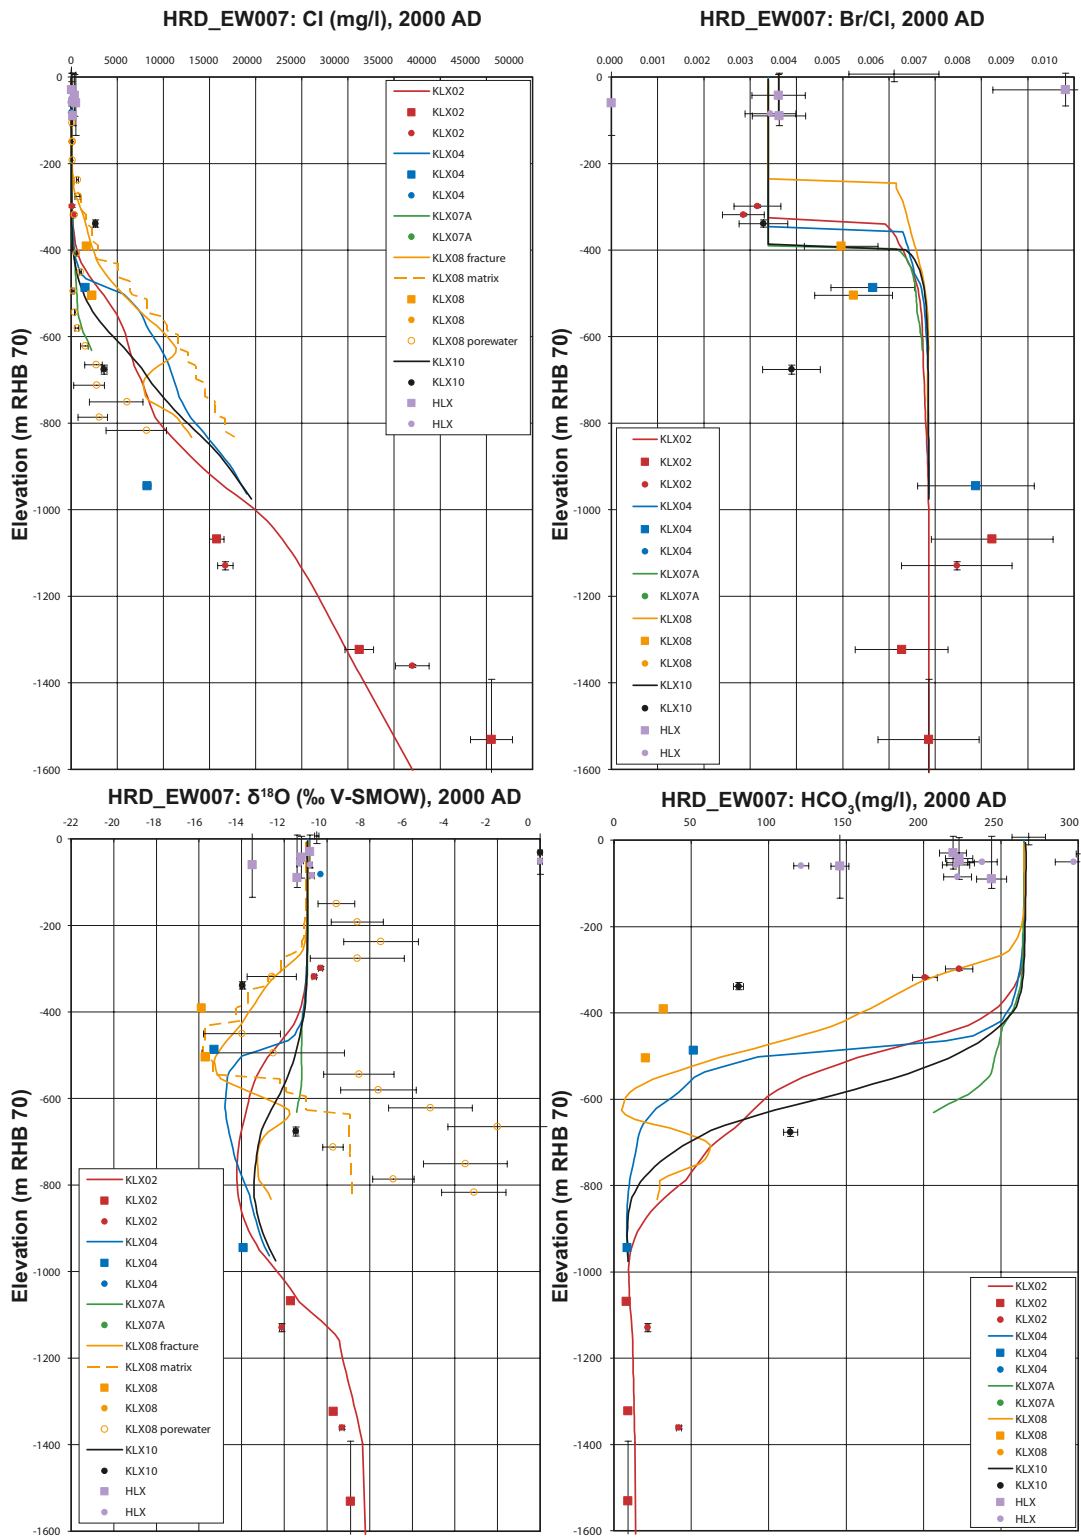 HRD_EW007: Cl (mg/l), 2000 AD
0 5000 10000 15000 20000 25000 30000 35000 40000 50000
Elevation (m RHB 70)
0
-200
-400
-600
-800
-1000
-1200
-1400
-1600
KLX02
KLX02
KLX02
KLX04
KLX04
KLX04
KLX07A
KLX07A
KLX08 fracture
KLX08 matrix
KLX08
KLX08
KLX08 porewater
KLX10
KLX10
HLX
HLX
HRD_EW007: Br/Cl, 2000 AD
0.000 0.001 0.002 0.003 0.004 0.005 0.006 0.007 0.008 0.009 0.010
Elevation (m RHB 70)
0
-200
-400
-600
-800
-1000
-1200
-1400
-1600
KLX02
KLX02
KLX02
KLX04
KLX04
KLX04
KLX07A
KLX07A
KLX08
KLX08
KLX08
KLX10
KLX10
HLX
HLX
HRD_EW007: δ¹⁸O (‰ V-SMOW), 2000 AD
-22 -20 -18 -16 -14 -12 -10 -8 -6 -4 -2 0
Elevation (m RHB 70)
0
-200
-400
-600
-800
-1000
-1200
-1400
-1600
KLX02
KLX02
KLX02
KLX04
KLX04
KLX04
KLX07A
KLX07A
KLX08 fracture
KLX08 matrix
KLX08
KLX08
KLX08 porewater
KLX10
KLX10
HLX
HLX
HRD_EW007: HCO₃(mg/l), 2000 AD
0 50 100 150 200 250 300
Elevation (m RHB 70)
0
-200
-400
-600
-800
-1000
-1200
-1400
-1600
KLX02
KLX02
KLX02
KLX04
KLX04
KLX04
KLX07A
KLX07A
KLX08
KLX08
KLX08
KLX10
KLX10
HLX
HLX